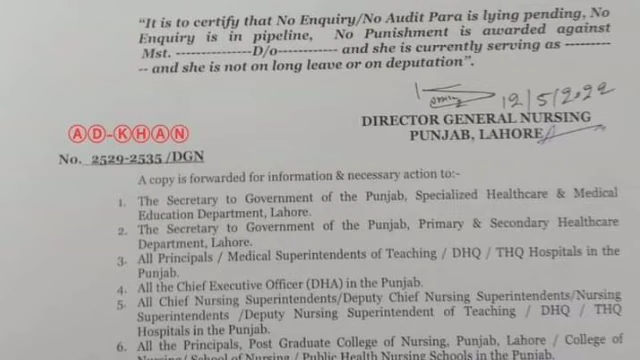 "It is to certify that No Enquiry/No Audit Para is lying pending, No
Enquiry is in pipeline, No Punishment is awarded against
Mst. ---------------D/o------------ and she is currently serving as ----------
-- and she is not on long leave or on deputation".
12/5/2022
DIRECTOR GENERAL NURSING
PUNJAB, LAHORE
AD-KHAN
No. 2529-2535/DGN
A copy is forwarded for information & necessary action to:-
1. The Secretary to Government of the Punjab, Specialized Healthcare & Medical
Education Department, Lahore.
2. The Secretary to Government of the Punjab, Primary & Secondary Healthcare
Department, Lahore.
3. All Principals / Medical Superintendents of Teaching / DHQ / THQ Hospitals in the
Punjab.
4. All the Chief Executive Officer (DHA) in the Punjab.
5. All Chief Nursing Superintendents/Deputy Chief Nursing Superintendents/Nursing
Superintendents /Deputy Nursing Superintendent of Teaching / DHQ / THQ
Hospitals in the Punjab.
6. All the Principals, Post Graduate College of Nursing, Punjab, Lahore / College of
Nursing/ School of Nursing / Public Health Nursing Schools in the Punjab.